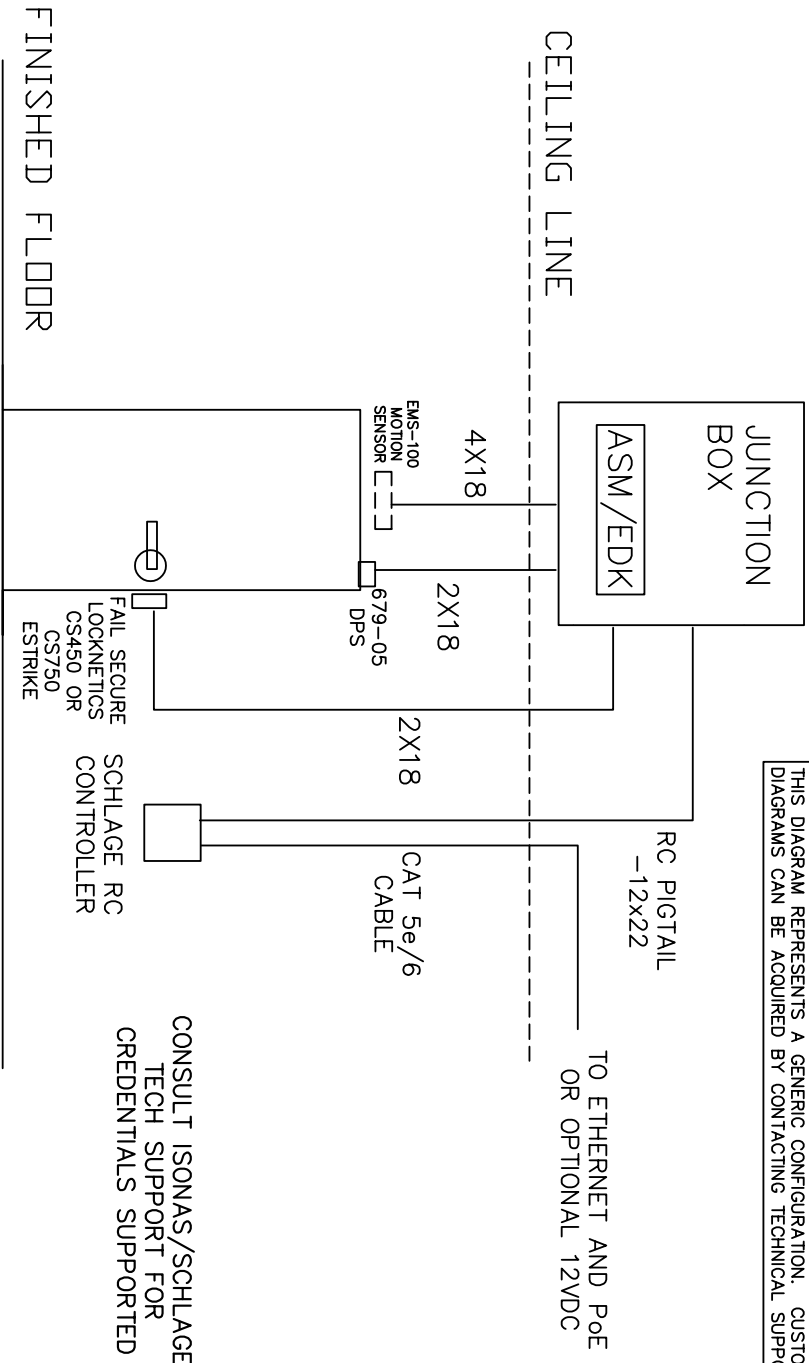 THIS DIAGRAM REPRESENTS A GENERIC CONFIGURATION.
DIAGRAMS CAN BE ACQUIRED BY CONTACTING TECHNICAL
JUNCTION
BOX
ASM/EDK
RC PIGTAIL
-12x22
TO ETHERNET AND PoE
OR OPTIONAL 12VDC
CEILING LINE
4X18
2X18
2X18
CAT 5e/6
CABLE
EMS-100
MOTION
SENSOR
679-05
DPS
FAIL SECURE
LOCKNETICS
CS450 OR
CS750
ESTRIKE
SCHLAGE RC
CONTROLLER
CONSULT ISONAS/SCHLAGE
TECH SUPPORT FOR
CREDENTIALS SUPPORTED
FINISHED FLOOR